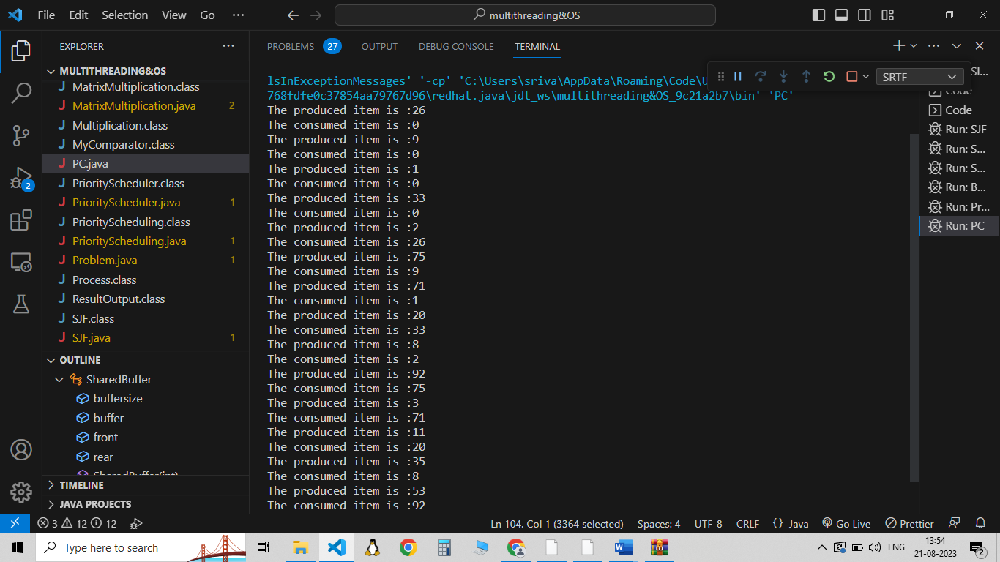 File Edit Selection View Go ··· multithreading&OS
EXPLORER ···
MULTITHREADING&OS
MatrixMultiplication.class
MatrixMultiplication.java 2
Multiplication.class
MyComparator.class
PC.java
PriorityScheduler.class
PriorityScheduler.java 1
PriorityScheduling.class
PriorityScheduling.java 1
Problem.java 1
Process.class
ResultOutput.class
SJF.class
SJF.java 1
OUTLINE
SharedBuffer
buffersize
buffer
front
rear
SharedBuffer(int)
TIMELINE
JAVA PROJECTS
2
PROBLEMS 27 OUTPUT DEBUG CONSOLE TERMINAL
SRTF
lsInExceptionMessages' '-cp' 'C:\Users\sriva\AppData\Roaming\Code\U
768fdfe0c37854aa79767d96\redhat.java\jdt_ws\multithreading&OS_9c21a2b7\bin' 'PC'
The produced item is :26
The consumed item is :0
The produced item is :9
The consumed item is :0
The produced item is :1
The consumed item is :0
The produced item is :33
The consumed item is :0
The produced item is :2
The consumed item is :26
The produced item is :75
The consumed item is :9
The produced item is :71
The consumed item is :1
The produced item is :20
The consumed item is :33
The produced item is :8
The consumed item is :2
The produced item is :92
The consumed item is :75
The produced item is :3
The consumed item is :71
The produced item is :11
The consumed item is :20
The produced item is :35
The consumed item is :8
The produced item is :53
The consumed item is :92
Sl...
Code
Code
Run: SJF
Run: S...
Run: S...
Run: B...
Run: Pr...
Run: PC
3 12 12 Ln 104, Col 1 (3364 selected) Spaces: 4 UTF-8 CRLF {} Java Go Live Prettier
Type here to search ENG 13:54
21-08-2023 2